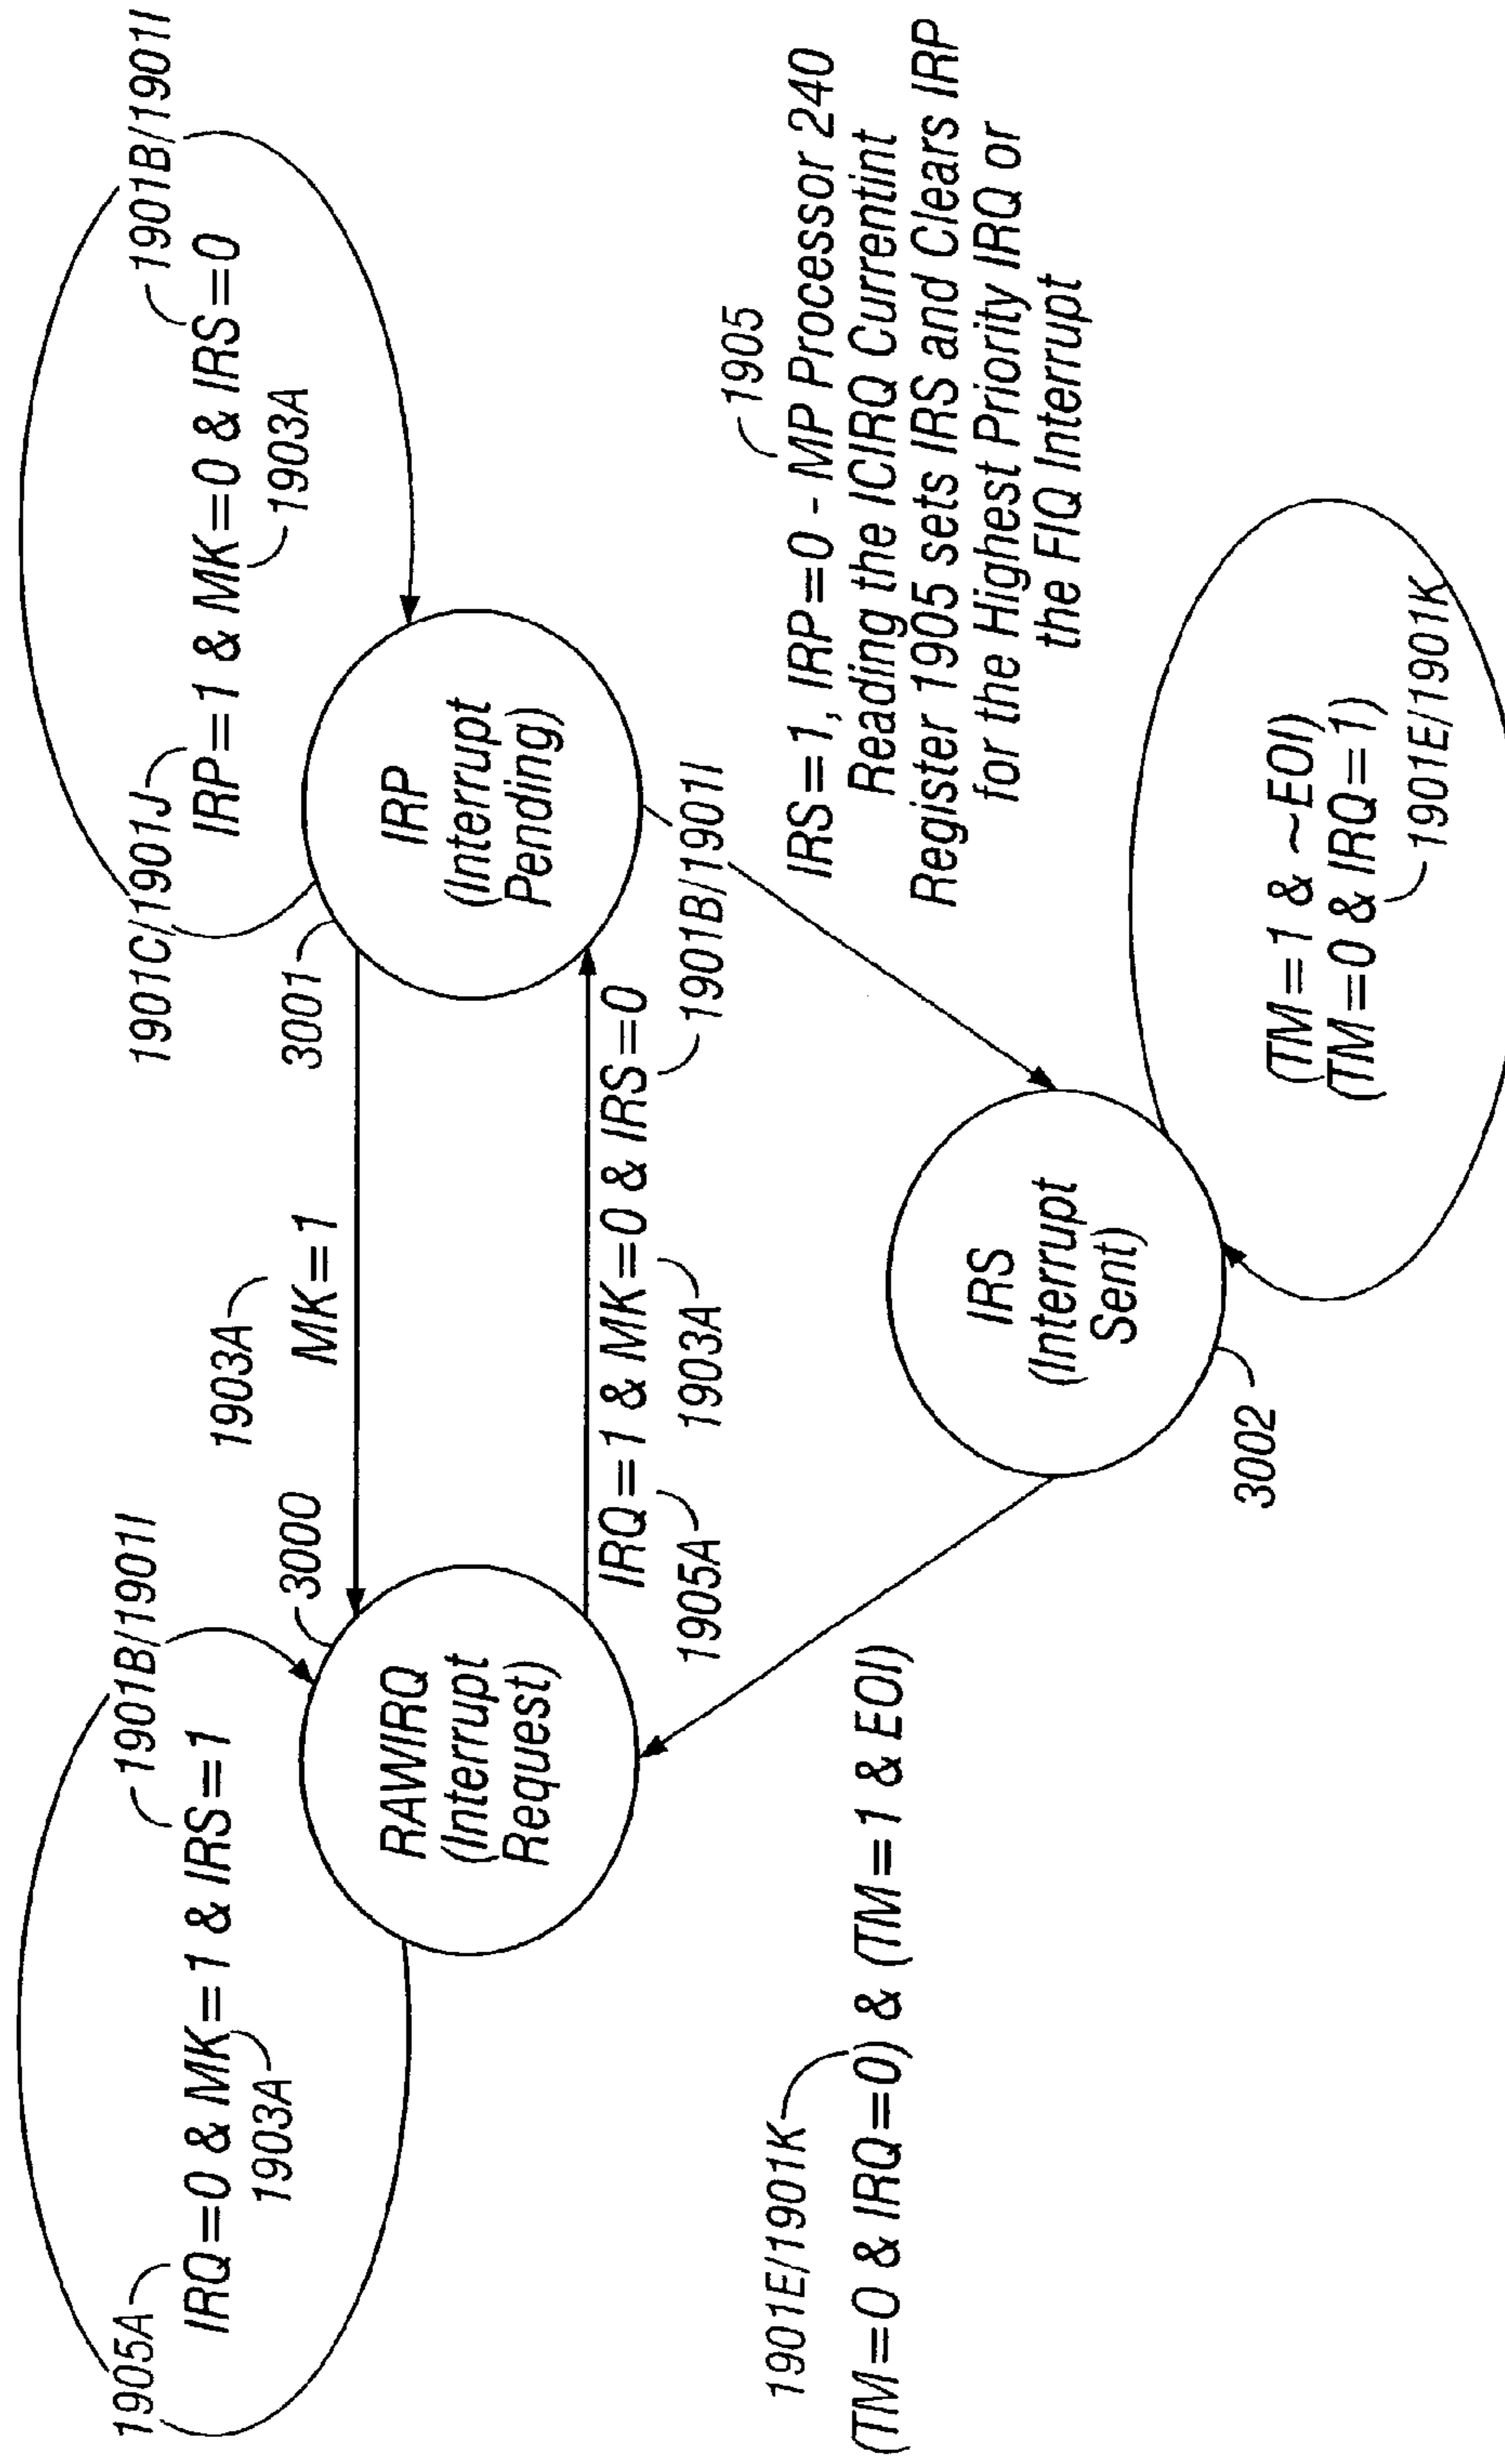 1905A
1901B/1901I
IRQ=0 & MK=1 & IRS=1
1903A
3000
RAWIRQ
(Interrupt
Request)
1903A
MK=1
1901C/1901J
1901B/1901I
IRP=1 & MK=0 & IRS=0
1903A
3001
IRP
(Interrupt
Pending)
IRQ=1 & MK=0 & IRS=0
1905A
1903A
1901B/1901I
1905
IRS=1, IRP=0 - MP Processor 240
Reading the ICIRQ Currentint
Register 1905 sets IRS and Clears IRP
for the Highest Priority IRQ or
the FIQ Interrupt
1901E/1901K
(TM=0 & IRQ=0) & (TM=1 & EOI)
IRS
(Interrupt
Sent)
3002
(TM=1 & ~EOI)
(TM=0 & IRQ=1)
1901E/1901K